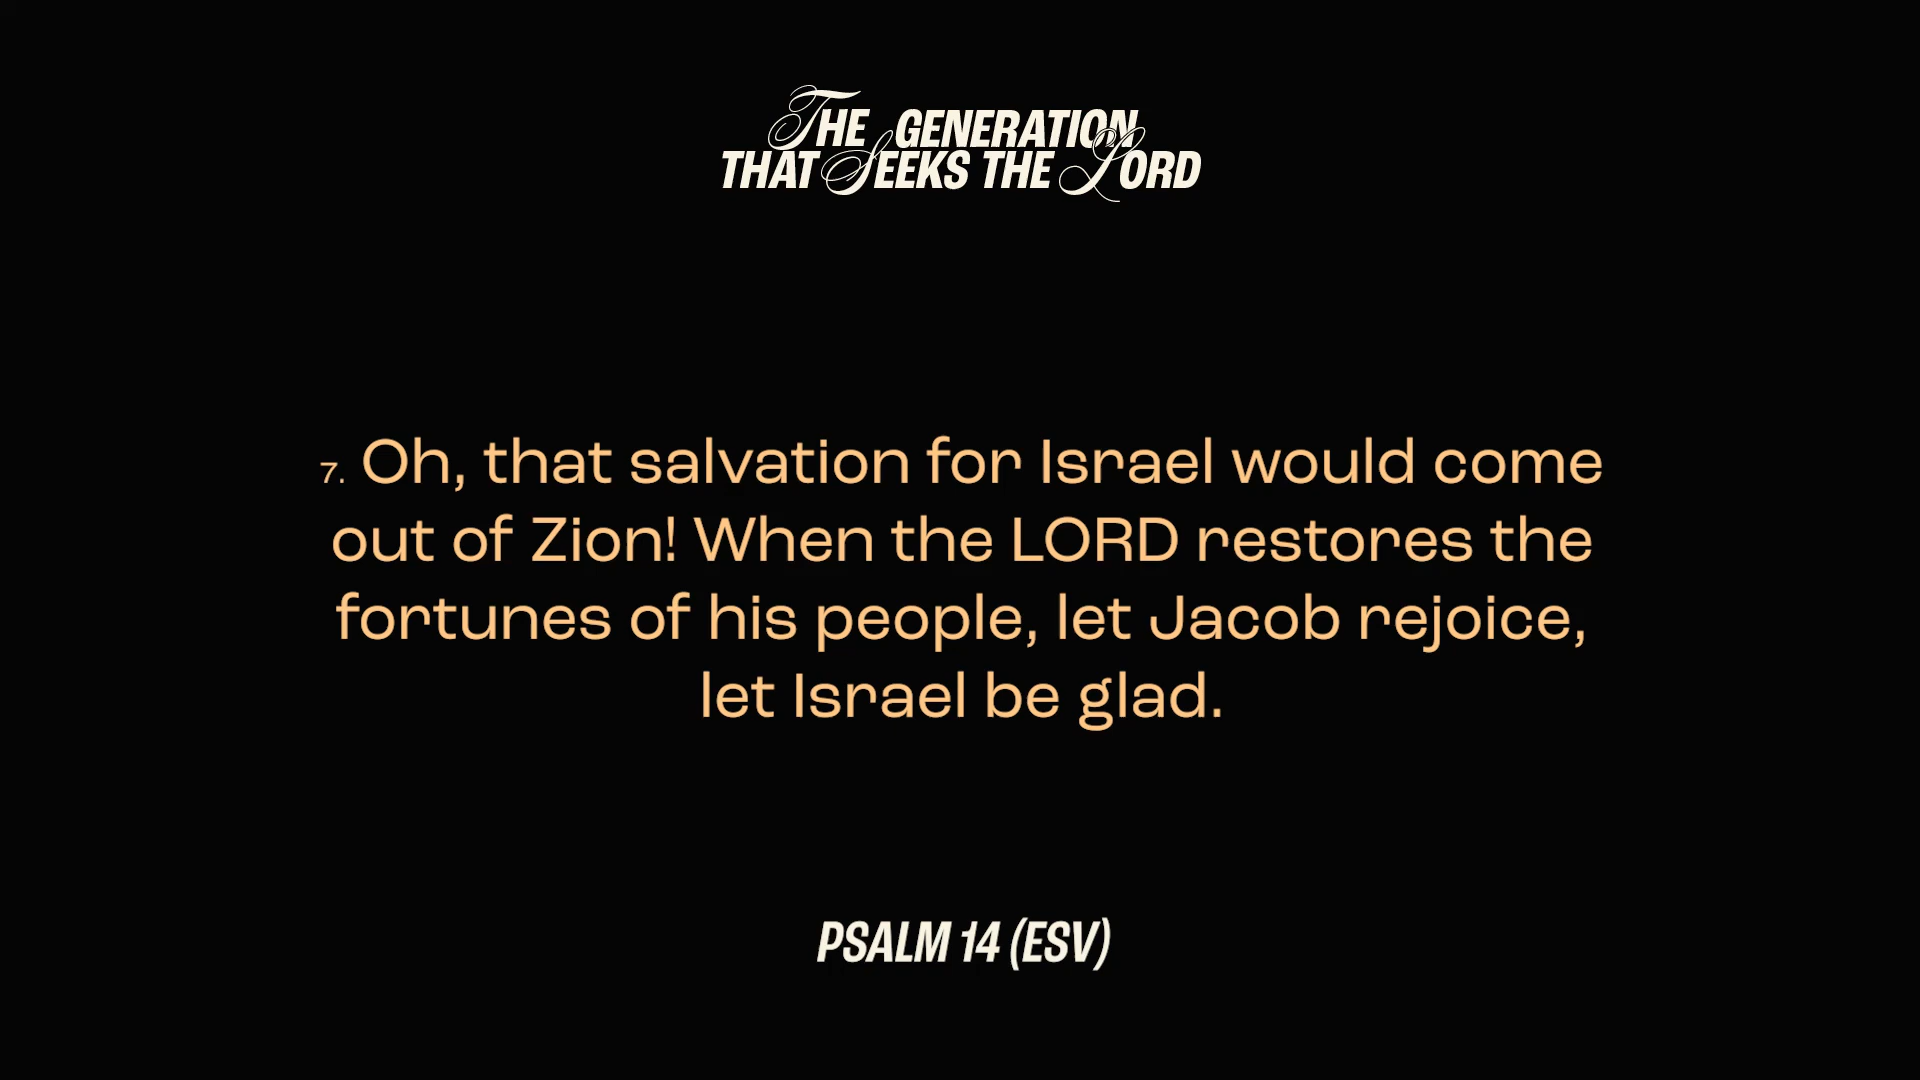 THE GENERATION
THAT SEEKS THE LORD
7. Oh, that salvation for Israel would come
out of Zion! When the LORD restores the
fortunes of his people, let Jacob rejoice,
let Israel be glad.
PSALM 14 (ESV)